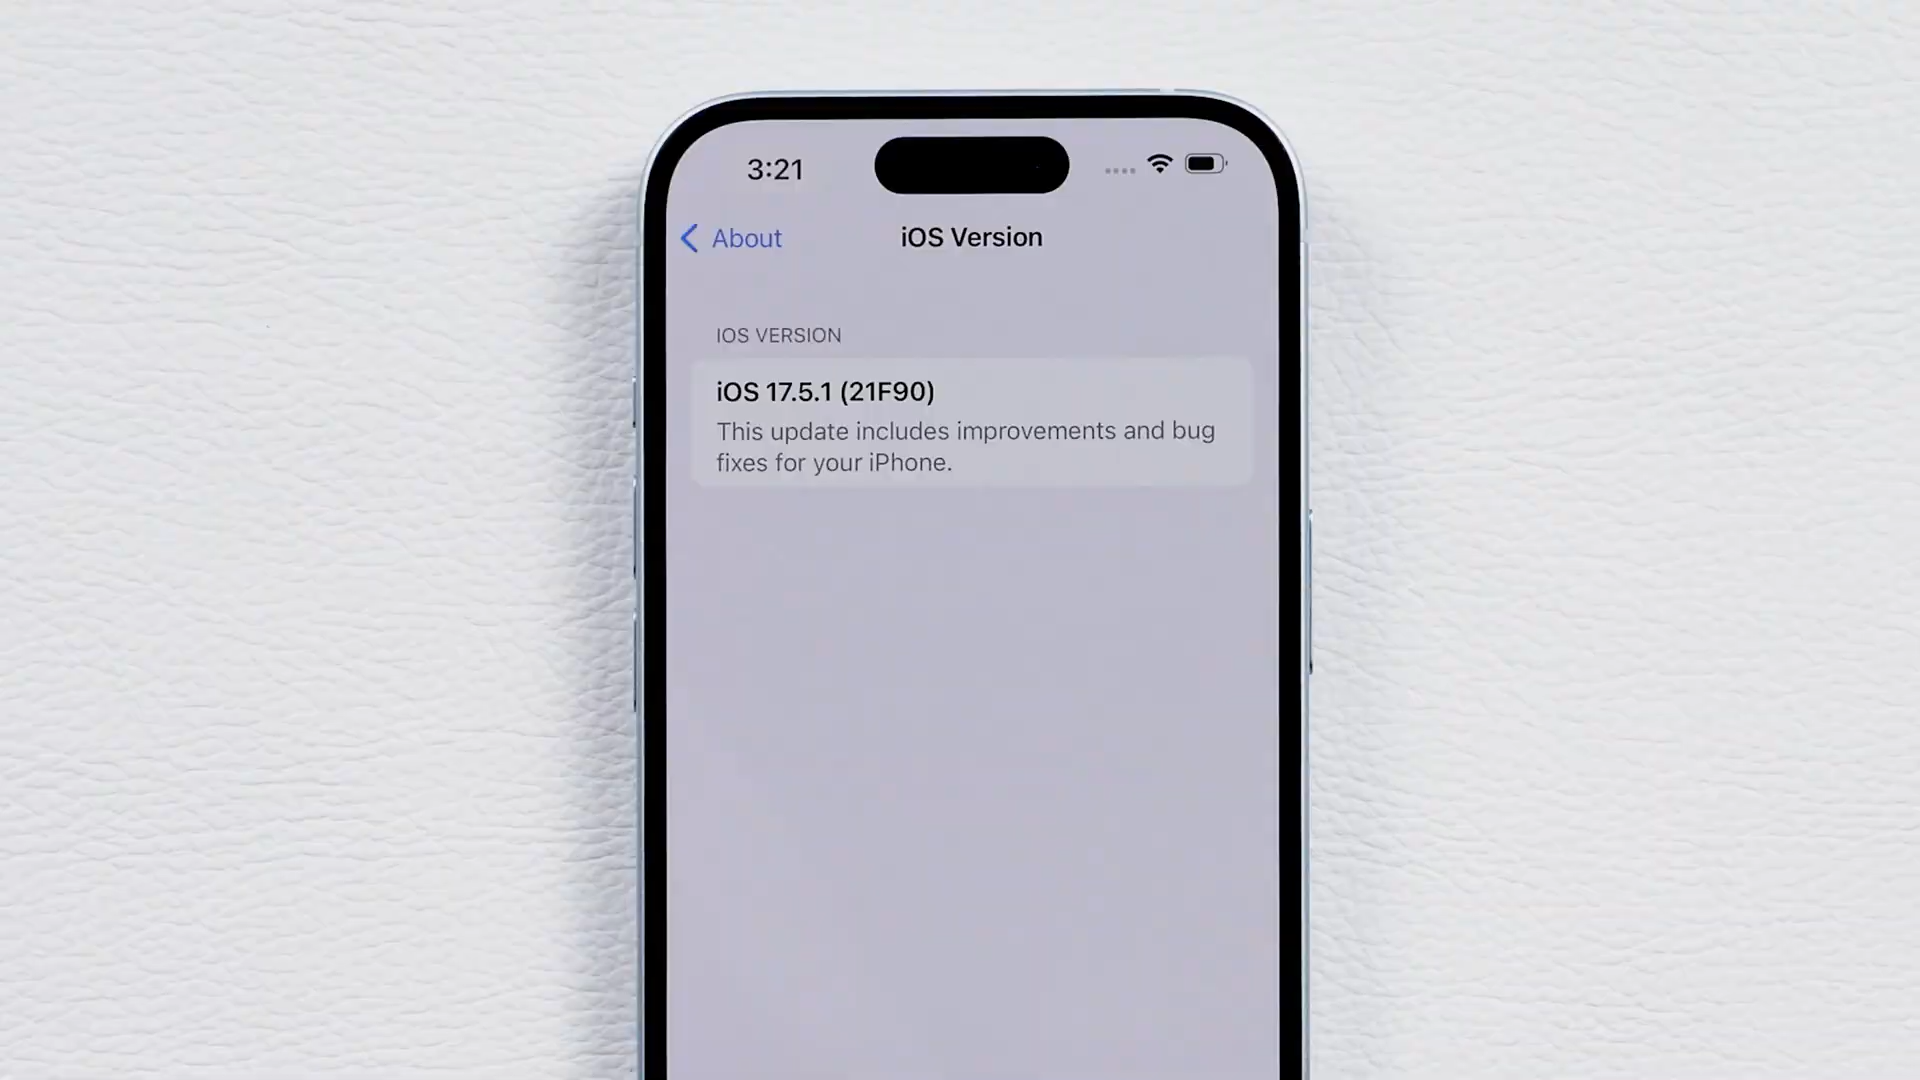 3:21
About
iOS Version
IOS VERSION
iOS 17.5.1 (21F90)
This update includes improvements and bug
fixes for your iPhone.